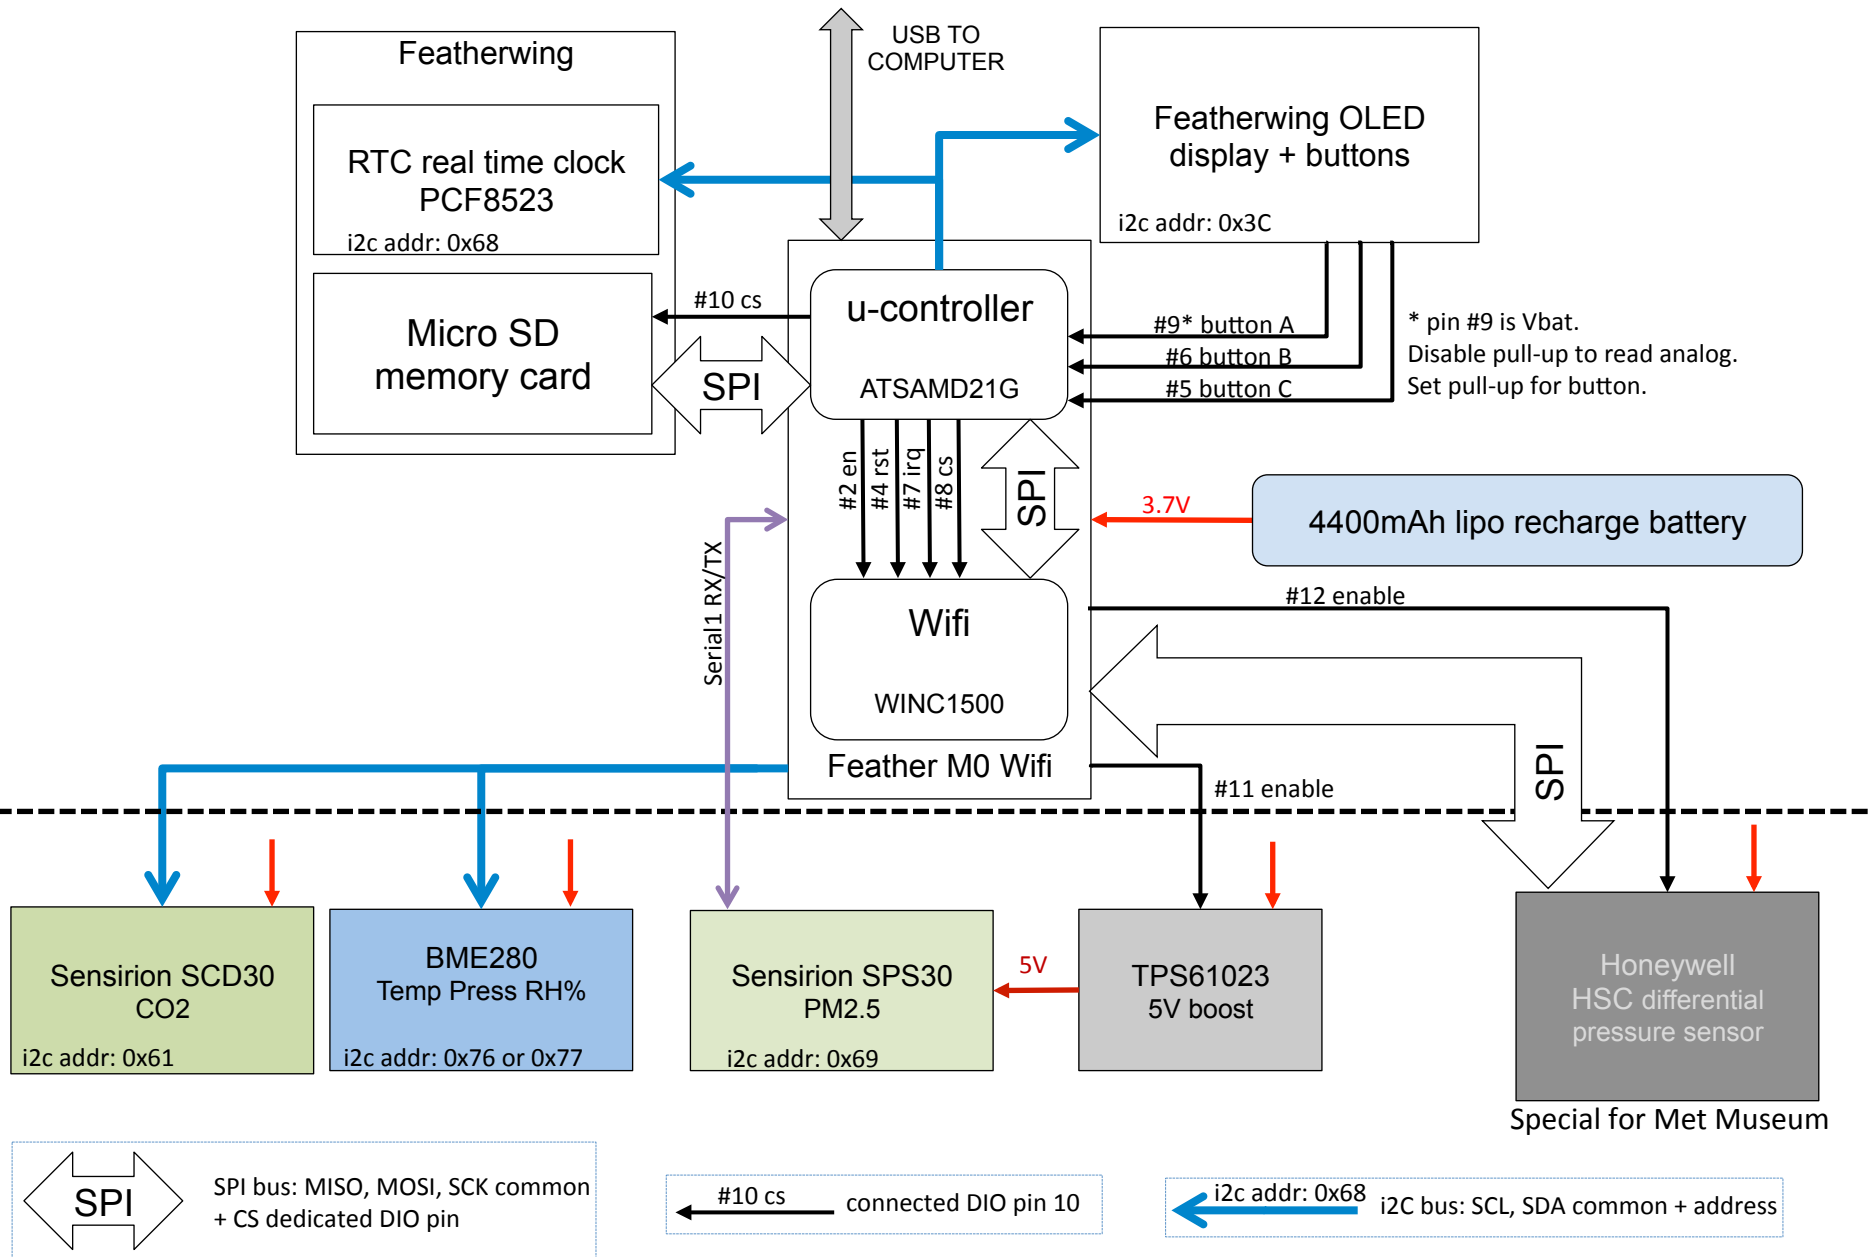 USB TO
COMPUTER
Featherwing
RTC real time clock
PCF8523
i2c addr: 0x68
Micro SD
memory card
Featherwing OLED
display + buttons
i2c addr: 0x3C
#10 cs
SPI
u-controller
ATSAMD21G
#9* button A
#6 button B
#5 button C
* pin #9 is Vbat.
Disable pull-up to read analog.
Set pull-up for button.
#2 en
#4 rst
#7 irq
#8 cs
SPI
3.7V
4400mAh lipo recharge battery
Serial1 RX/TX
Wifi
WINC1500
Feather M0 Wifi
#12 enable
#11 enable
SPI
Sensirion SCD30
CO2
i2c addr: 0x61
BME280
Temp Press RH%
i2c addr: 0x76 or 0x77
Sensirion SPS30
PM2.5
i2c addr: 0x69
5V
TPS61023
5V boost
Honeywell
HSC differential
pressure sensor
Special for Met Museum
SPI
SPI bus: MISO, MOSI, SCK common
+ CS dedicated DIO pin
#10 cs
connected DIO pin 10
i2c addr: 0x68
i2C bus: SCL, SDA common + address